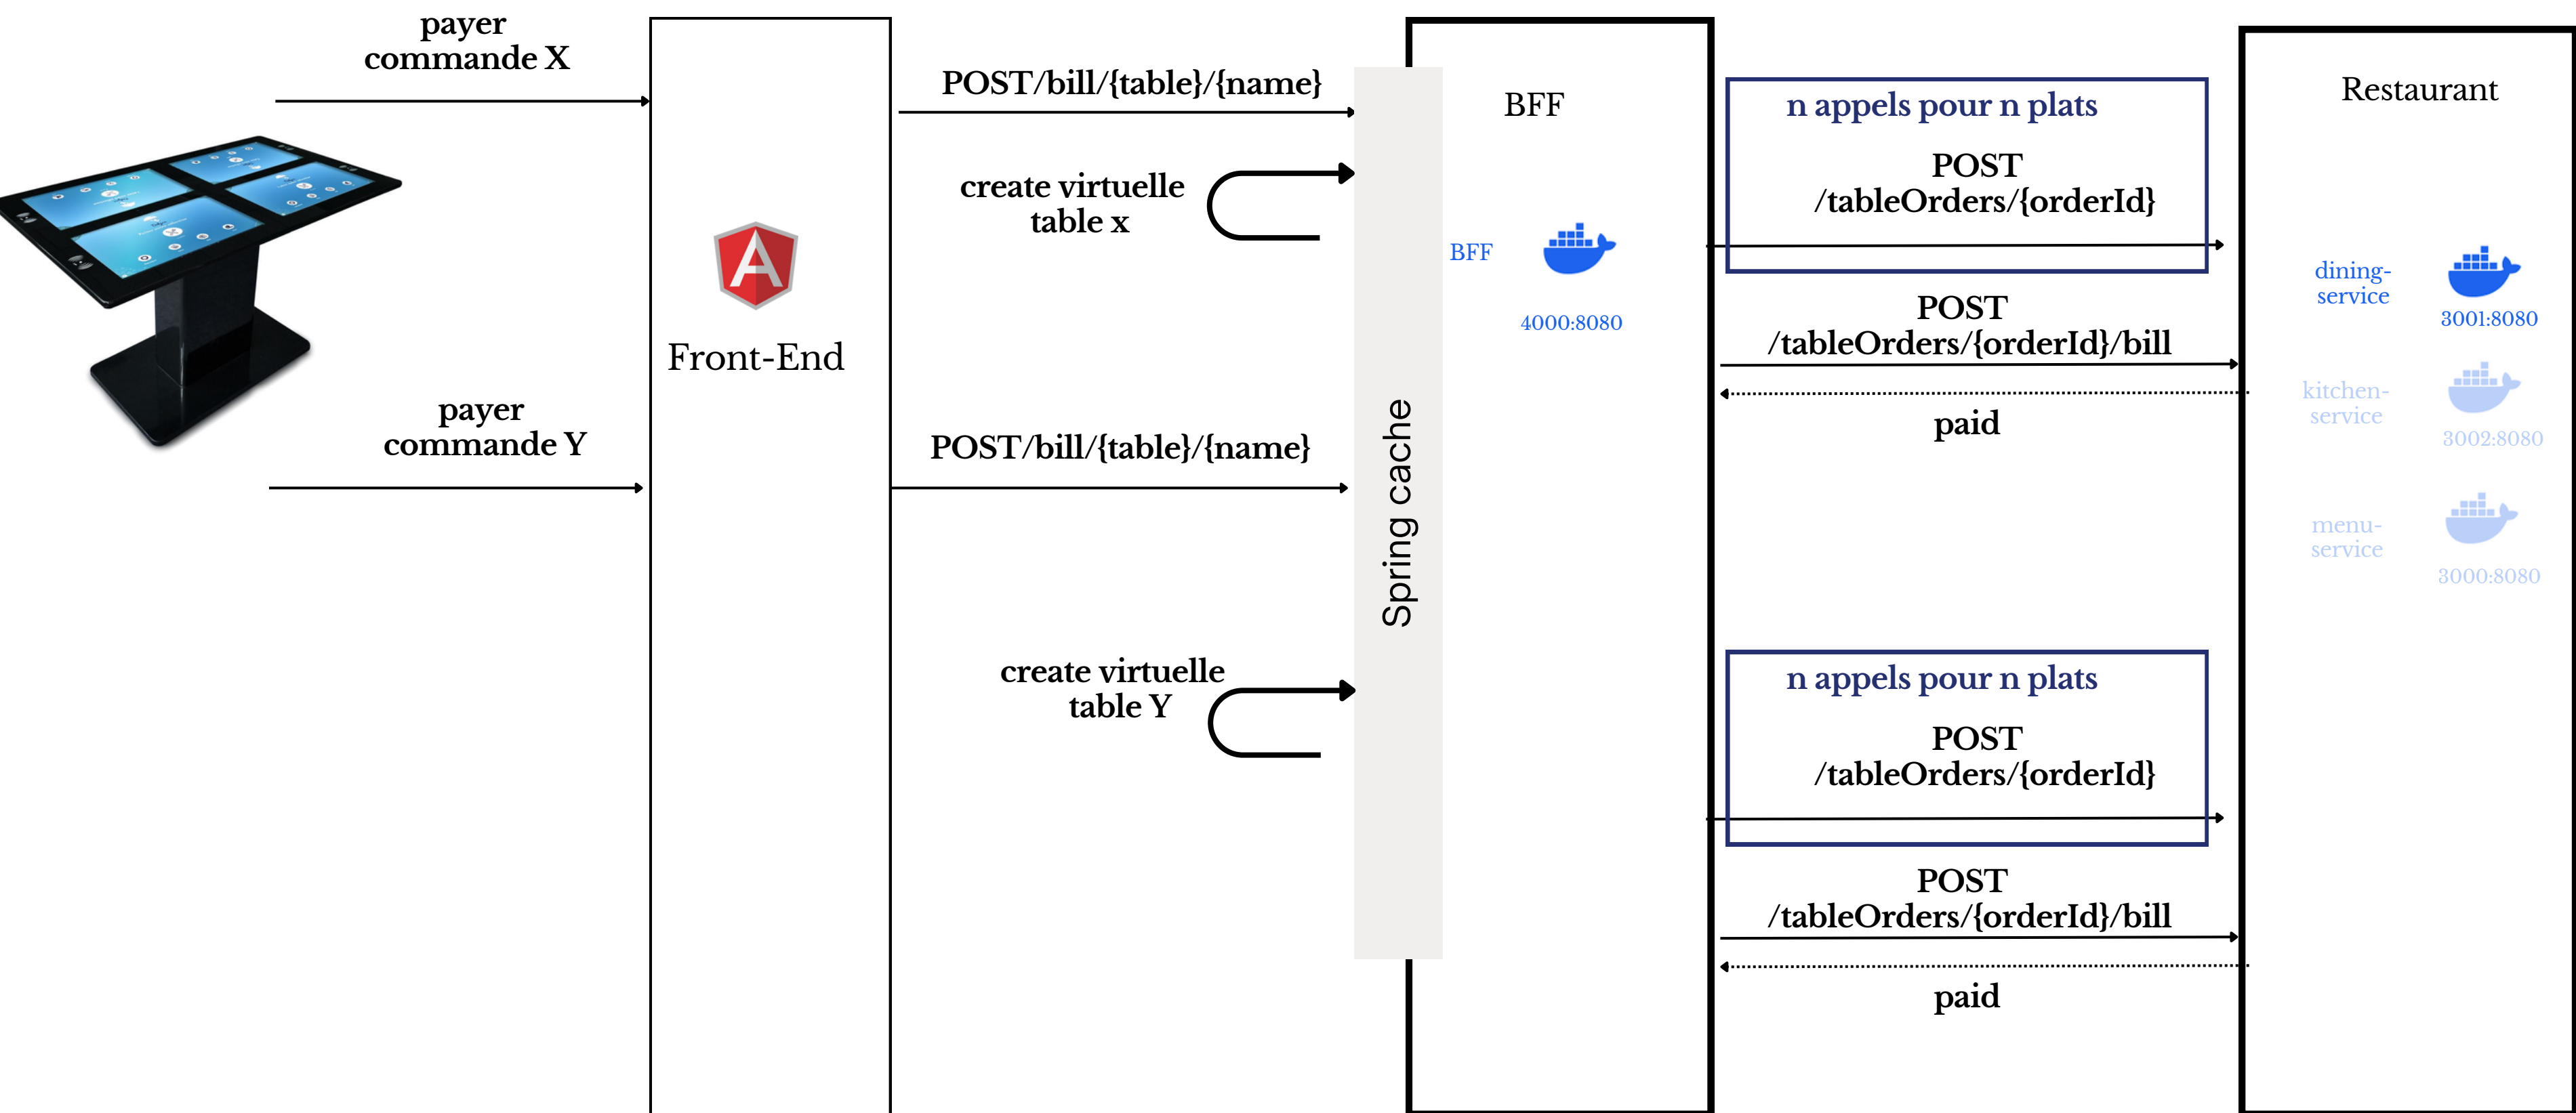 payer
commande X
POST/bill/{table}/{name}
create virtuelle
table x
Front-End
payer
commande Y
POST/bill/{table}/{name}
create virtuelle
table Y
Spring cache
BFF
BFF
4000:8080
n appels pour n plats
POST
/tableOrders/{orderId}
POST
/tableOrders/{orderId}/bill
paid
n appels pour n plats
POST
/tableOrders/{orderId}
POST
/tableOrders/{orderId}/bill
paid
Restaurant
dining-
service
3001:8080
kitchen-
service
3002:8080
menu-
service
3000:8080